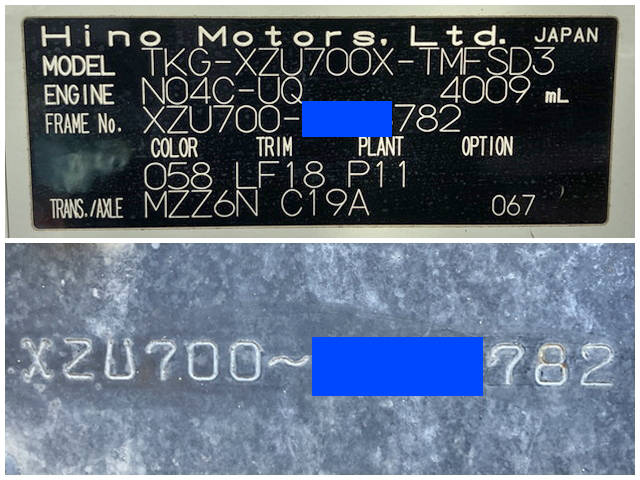 Hino Motors, Ltd. JAPAN
MODEL TKG-XZU700X-TMFSD3
ENGINE N04C-UQ 4009 mL
FRAME No. XZU700- 782
COLOR TRIM PLANT OPTION
058 LF18 P11
TRANS./AXLE MZZ6N C19A 067
XZU700~ 782